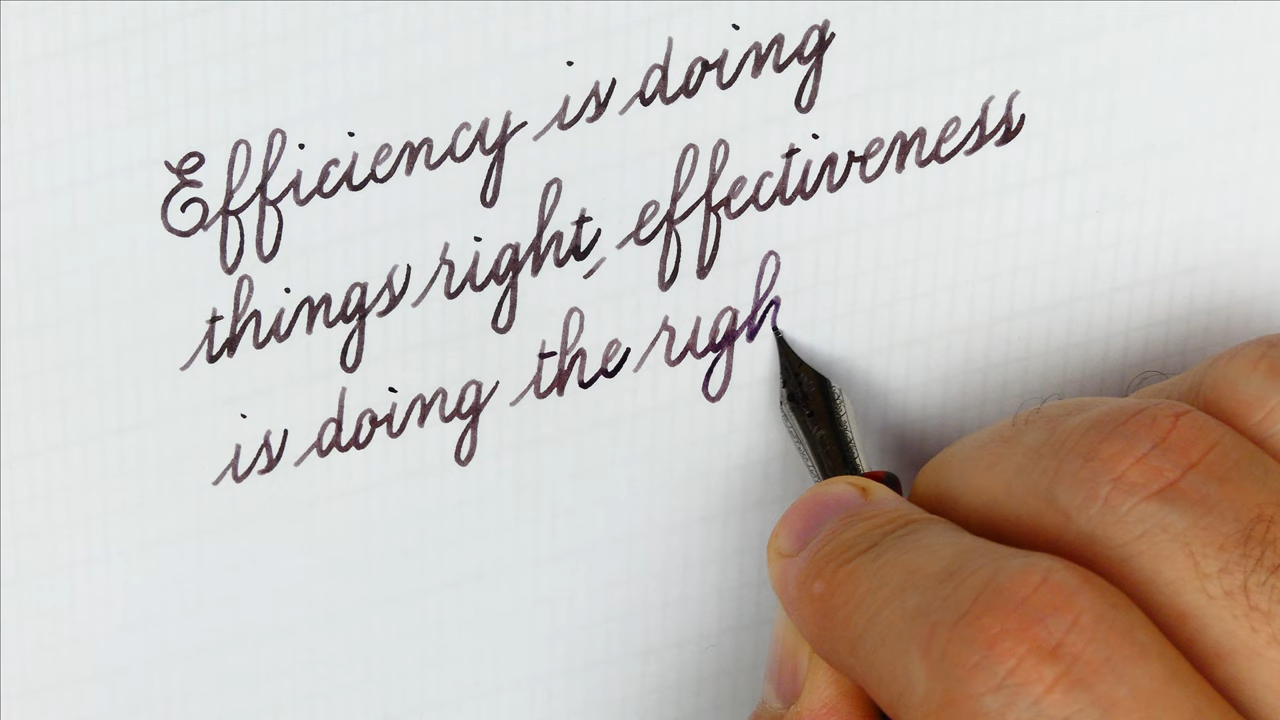 Efficiency is doing
things right, effectiveness
is doing the righ